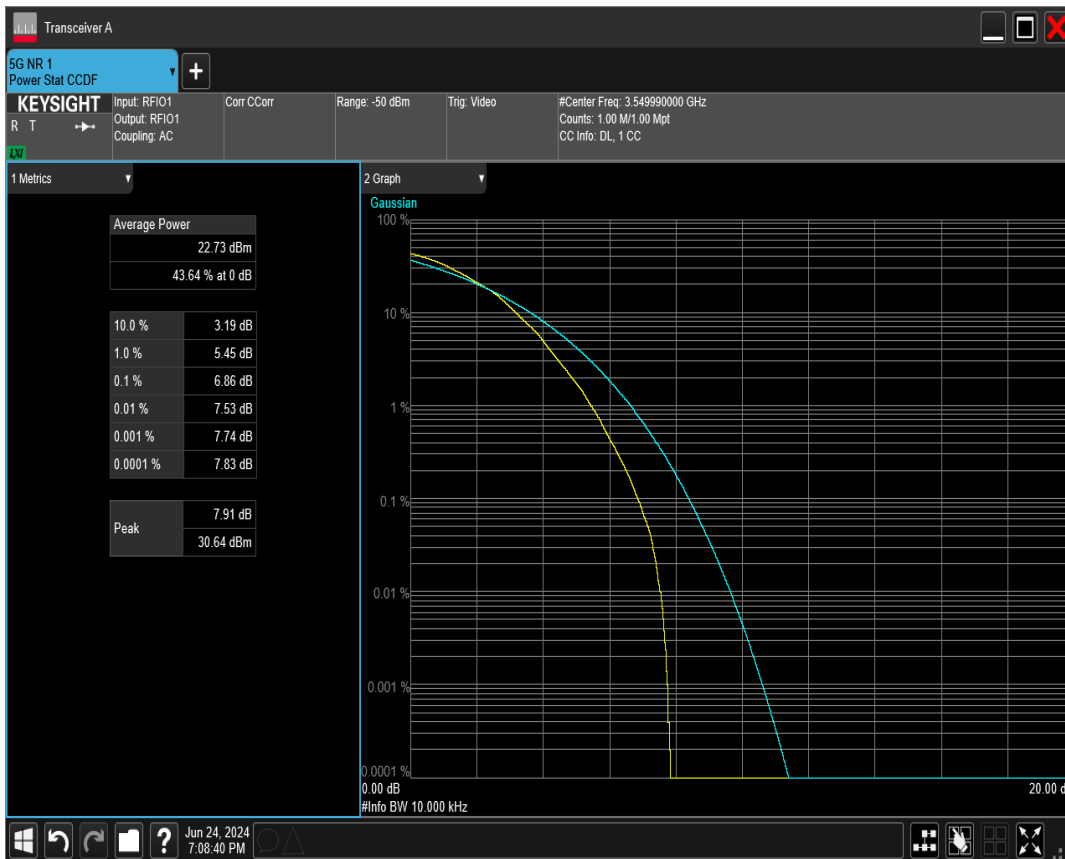 Transceiver A
5G NR 1
Power Stat CCDF
+
KEYSIGHT
R T
LXI
Input: RFIO1
Output: RFIO1
Coupling: AC
Corr CCorr
Range: -50 dBm
Trig: Video
#Center Freq: 3.549990000 GHz
Counts: 1.00 M/1.00 Mpt
CC Info: DL, 1 CC
1 Metrics
Average Power
22.73 dBm
43.64 % at 0 dB
10.0 % 3.19 dB
1.0 % 5.45 dB
0.1 % 6.86 dB
0.01 % 7.53 dB
0.001 % 7.74 dB
0.0001 % 7.83 dB
Peak
7.91 dB
30.64 dBm
2 Graph
Gaussian
100 %
10 %
1 %
0.1 %
0.01 %
0.001 %
0.0001 %
0.00 dB
20.00 d
#Info BW 10.000 kHz
?
Jun 24, 2024
7:08:40 PM